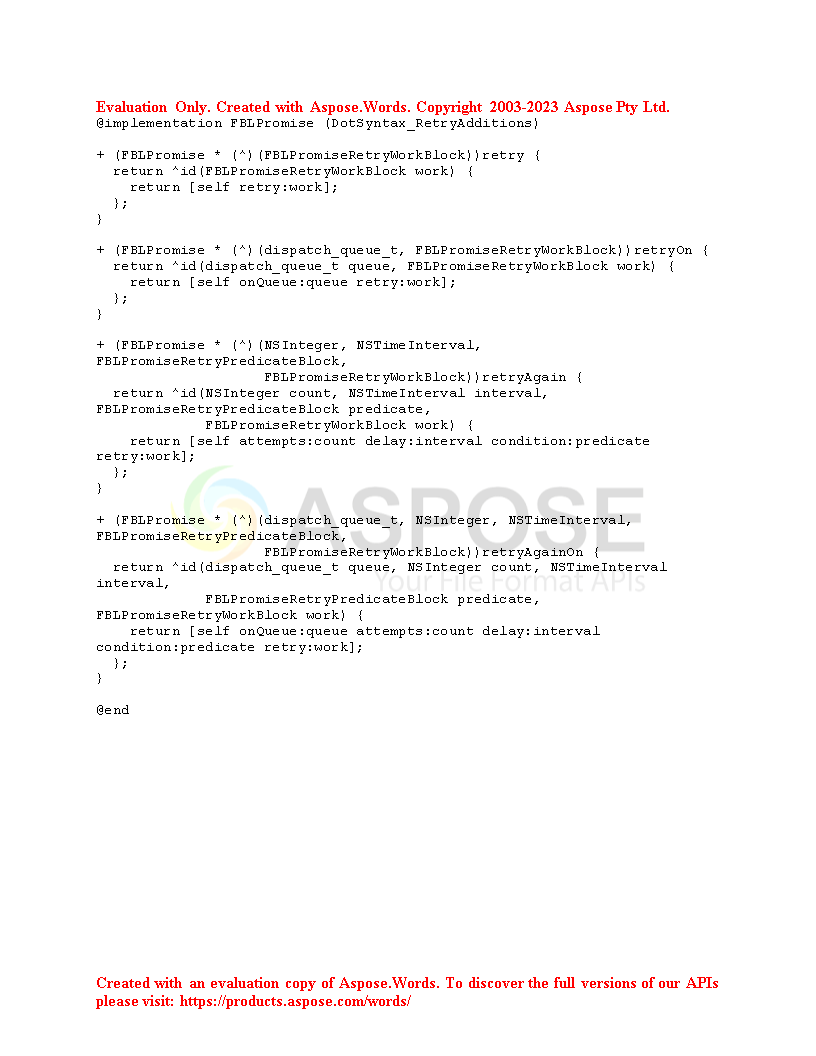 Evaluation Only. Created with Aspose.Words. Copyright 2003-2023 Aspose Pty Ltd.
@implementation FBLPromise (DotSyntax_RetryAdditions)

+ (FBLPromise * (^)(FBLPromiseRetryWorkBlock))retry {
  return ^id(FBLPromiseRetryWorkBlock work) {
    return [self retry:work];
  };
}

+ (FBLPromise * (^)(dispatch_queue_t, FBLPromiseRetryWorkBlock))retryOn {
  return ^id(dispatch_queue_t queue, FBLPromiseRetryWorkBlock work) {
    return [self onQueue:queue retry:work];
  };
}

+ (FBLPromise * (^)(NSInteger, NSTimeInterval,
FBLPromiseRetryPredicateBlock,
                    FBLPromiseRetryWorkBlock))retryAgain {
  return ^id(NSInteger count, NSTimeInterval interval,
FBLPromiseRetryPredicateBlock predicate,
             FBLPromiseRetryWorkBlock work) {
    return [self attempts:count delay:interval condition:predicate
retry:work];
  };
}

+ (FBLPromise * (^)(dispatch_queue_t, NSInteger, NSTimeInterval,
FBLPromiseRetryPredicateBlock,
                    FBLPromiseRetryWorkBlock))retryAgainOn {
  return ^id(dispatch_queue_t queue, NSInteger count, NSTimeInterval
interval,
             FBLPromiseRetryPredicateBlock predicate,
FBLPromiseRetryWorkBlock work) {
    return [self onQueue:queue attempts:count delay:interval
condition:predicate retry:work];
  };
}

@end
ASPOSE
Your File Format APIs
Created with an evaluation copy of Aspose.Words. To discover the full versions of our APIs
please visit: https://products.aspose.com/words/